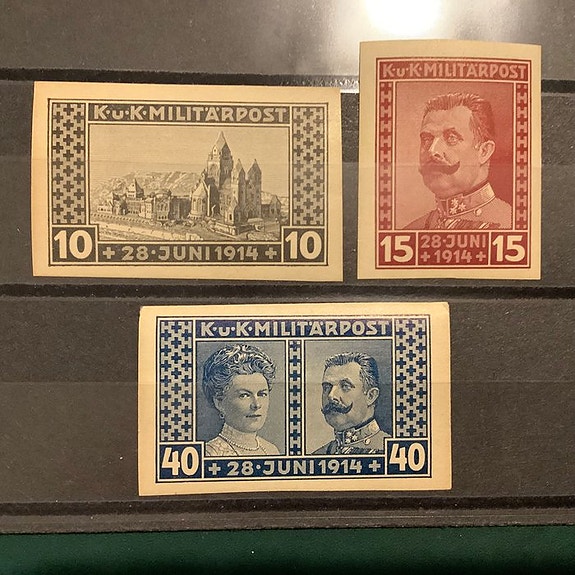 K·u·K·MILITÄRPOST
10 + 28·JUNI 1914 + 10
K·u·K·MILITÄRPOST
15 28·JUNI 15
+ 1914 +
K·u·K·MILITÄRPOST
40 + 28·JUNI 1914 + 40